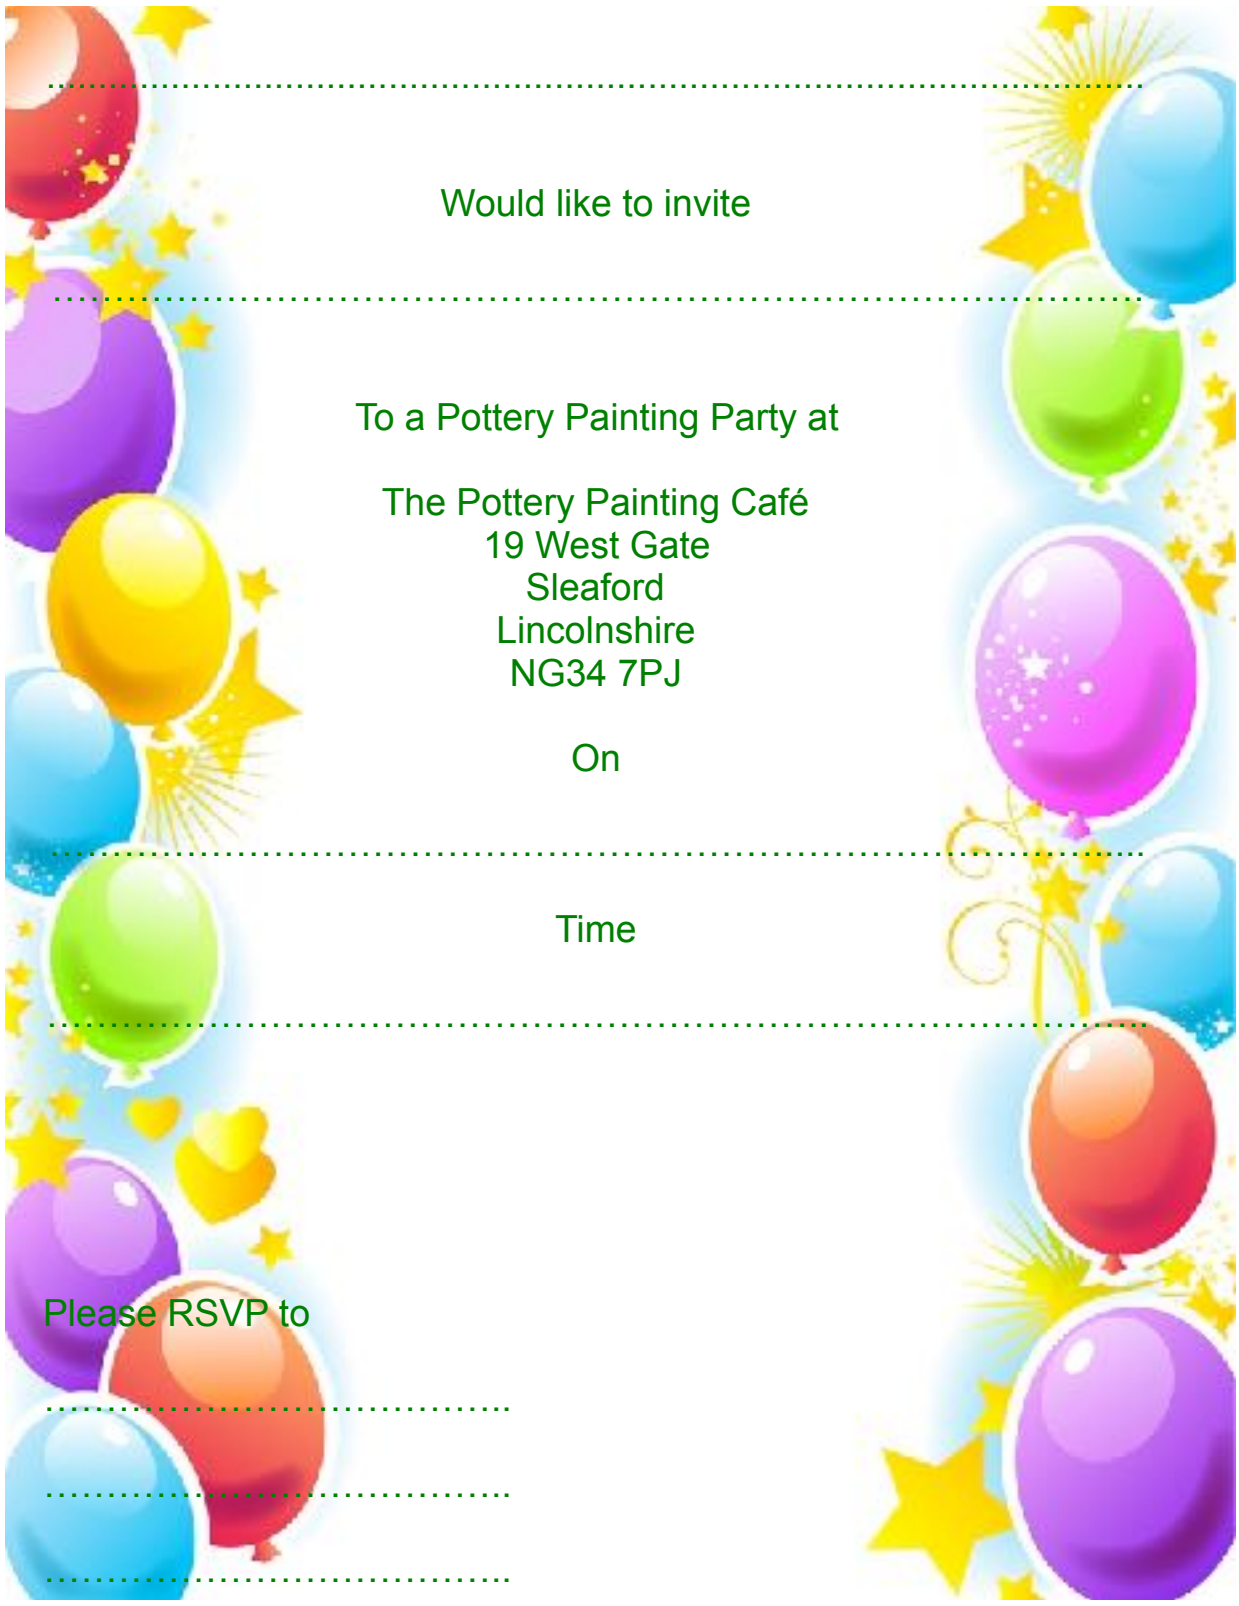 ……………………………………………………………………………………..
Would like to invite
……………………………………………………………………………………..
To a Pottery Painting Party at
The Pottery Painting Café
19 West Gate
Sleaford
Lincolnshire
NG34 7PJ
On
……………………………………………………………………………………....
Time
……………………………………………………………………………………..
Please RSVP to
…………………………………..
…………………………………..
…………………………………..